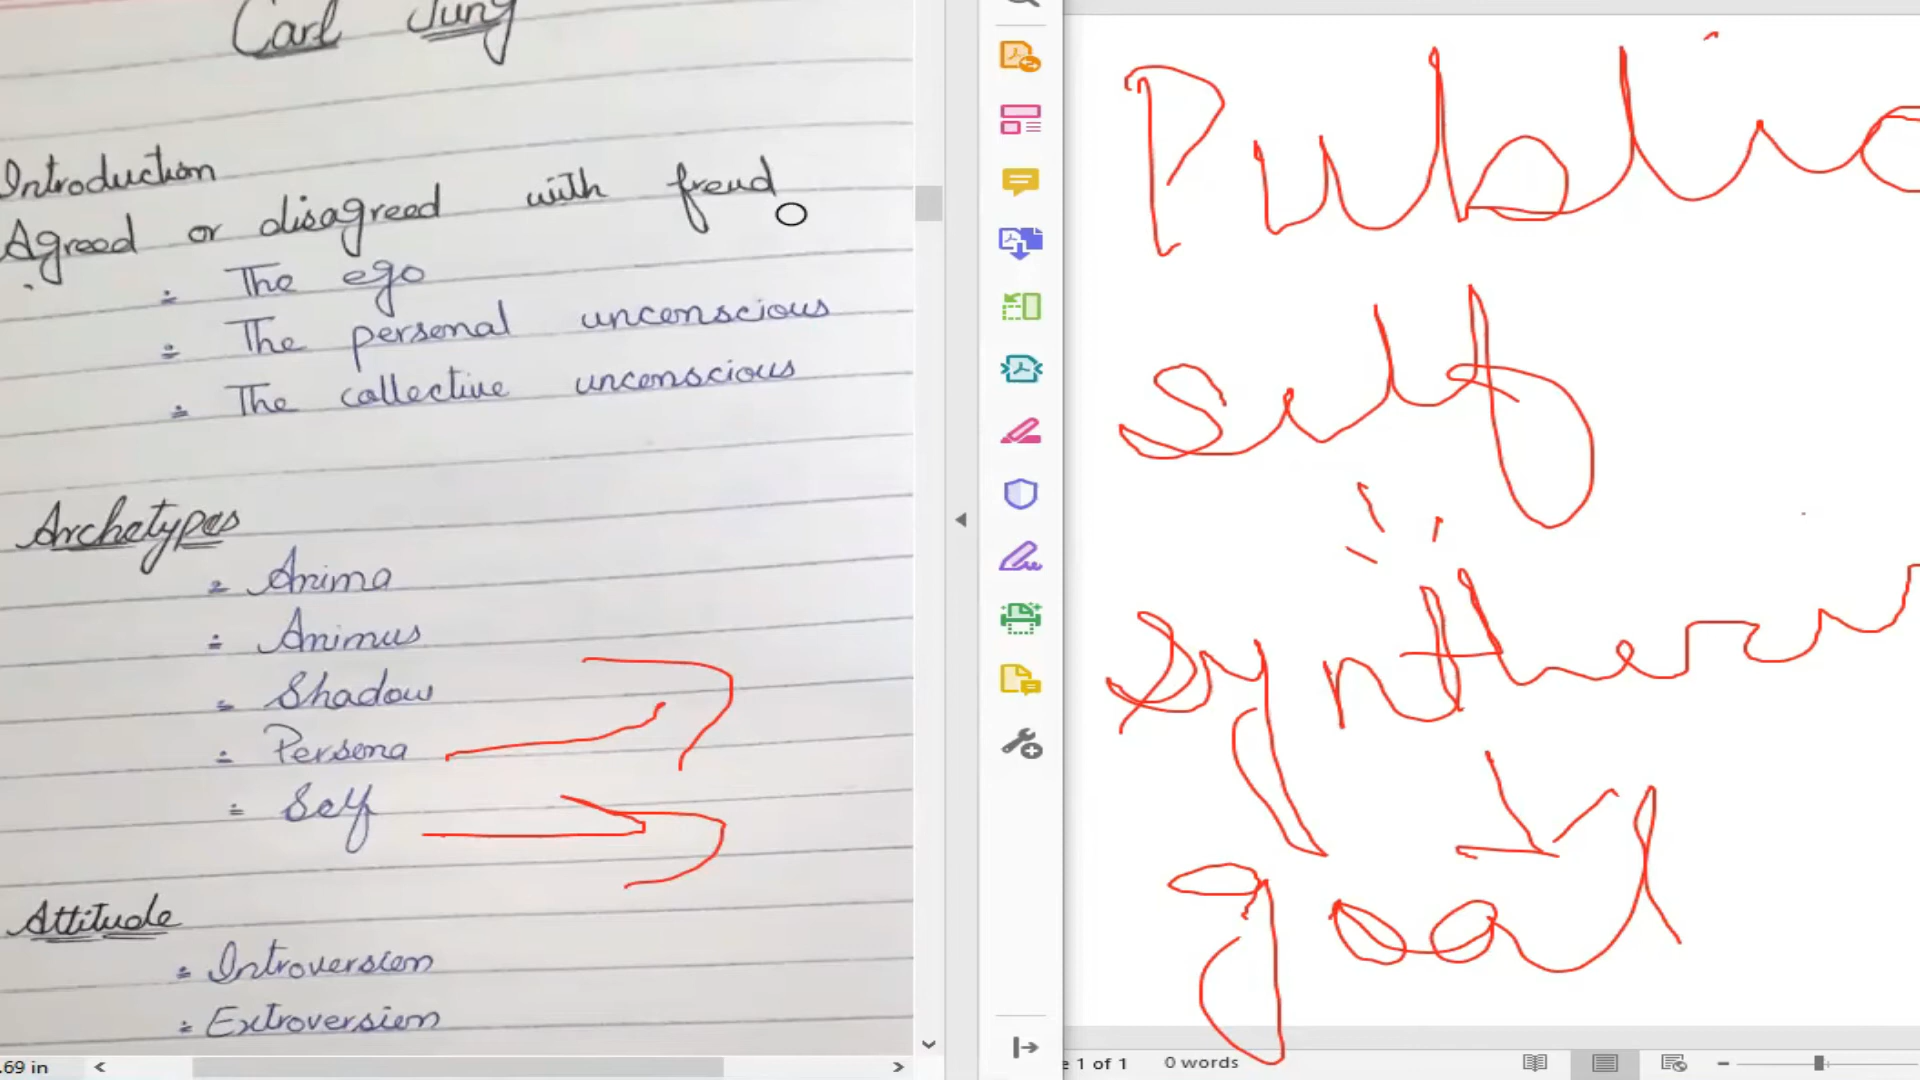 Carl Jung
Introduction
Agreed or disagreed with freud
The ego
The personal unconscious
The collective unconscious
Archetypes
Anima
Animus
Shadow
Persona
Self
Attitude
Introversion
Extroversion
.69 in
Public
Self
goal
1 of 1 0 words